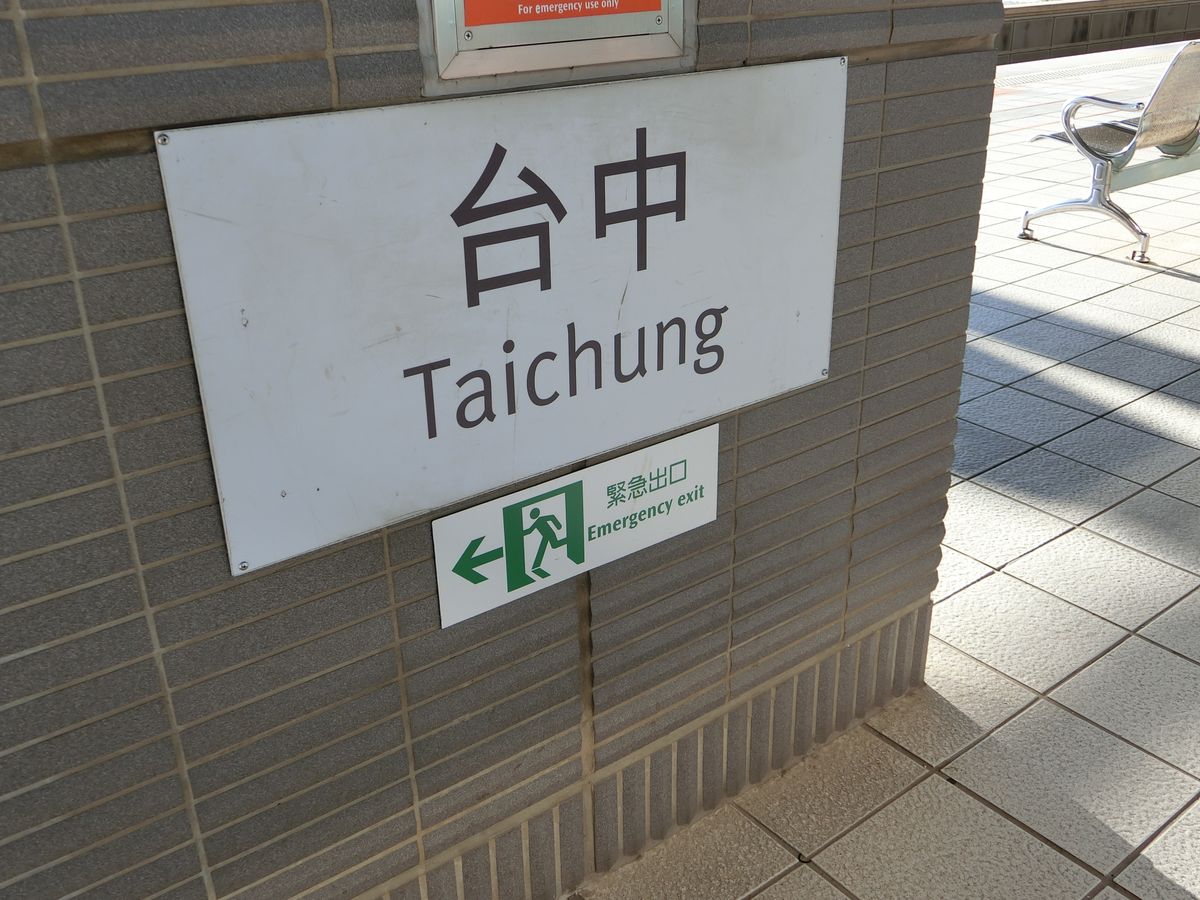 For emergency use only
台中
Taichung
緊急出口
Emergency exit